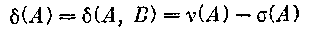 δ(A) = δ(A, B) = ν(A) − σ(A)